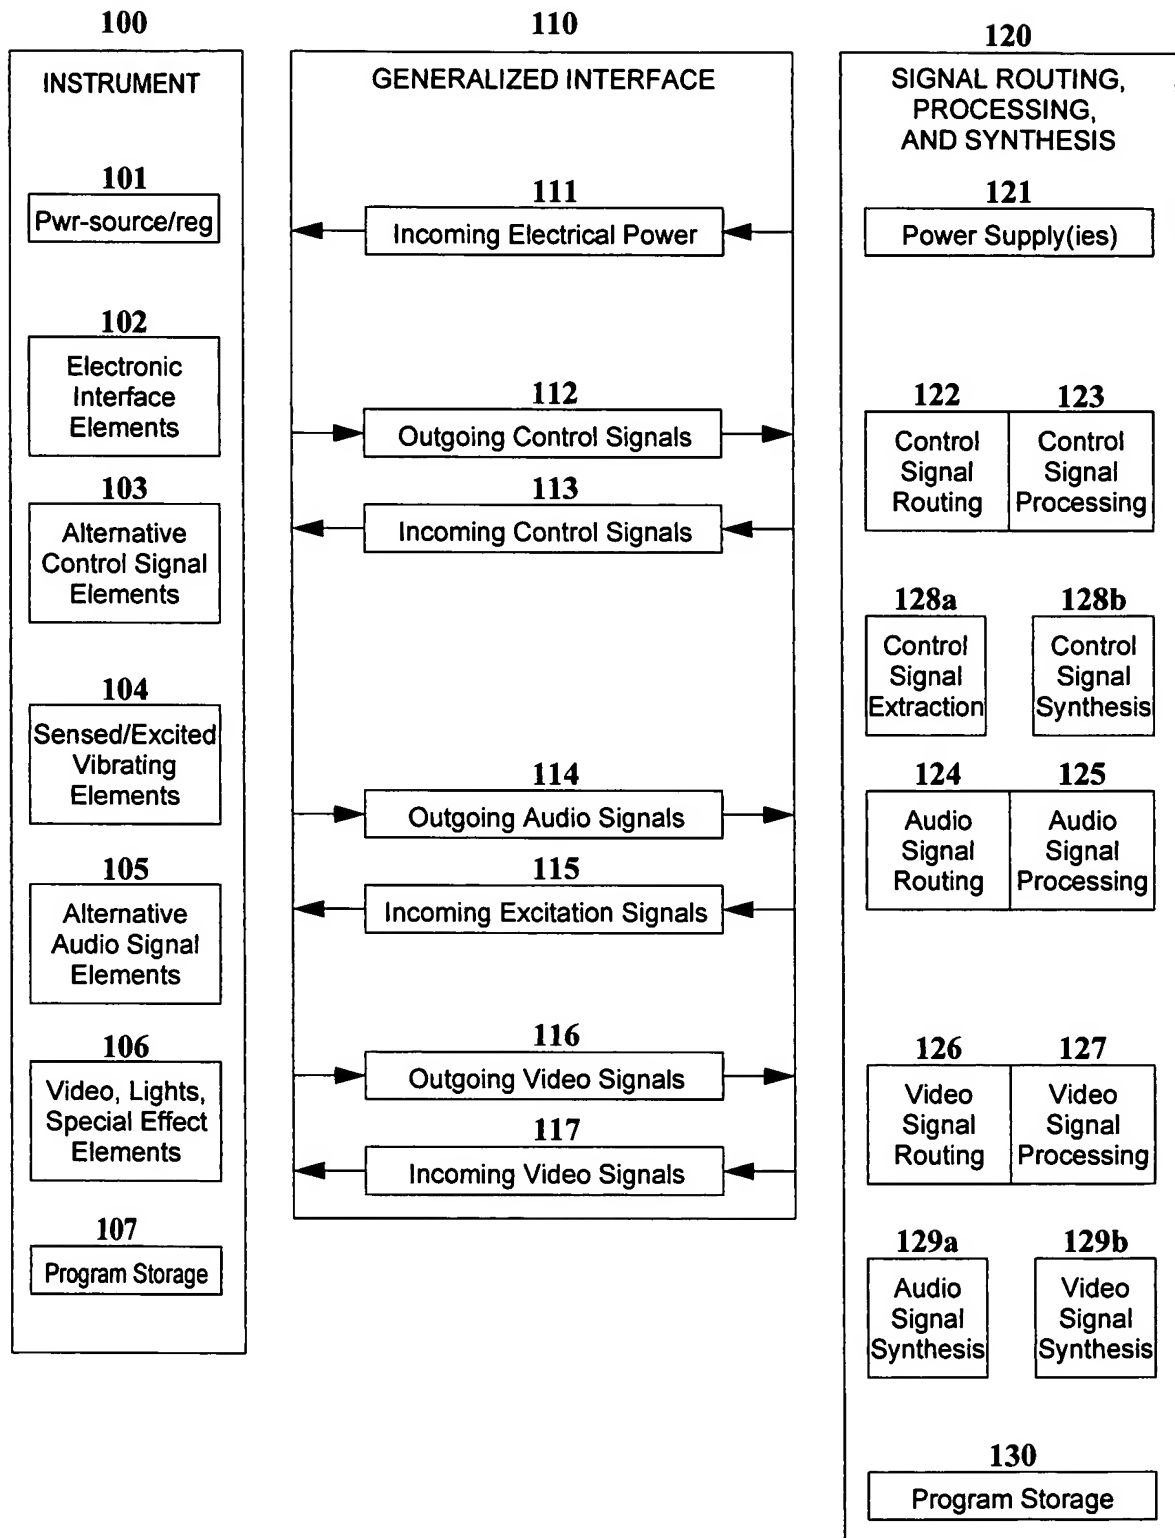 100
INSTRUMENT
101
Pwr-source/reg
102
Electronic
Interface
Elements
103
Alternative
Control Signal
Elements
104
Sensed/Excited
Vibrating
Elements
105
Alternative
Audio Signal
Elements
106
Video, Lights,
Special Effect
Elements
107
Program Storage
110
GENERALIZED INTERFACE
111
Incoming Electrical Power
112
Outgoing Control Signals
113
Incoming Control Signals
114
Outgoing Audio Signals
115
Incoming Excitation Signals
116
Outgoing Video Signals
117
Incoming Video Signals
120
SIGNAL ROUTING,
PROCESSING,
AND SYNTHESIS
121
Power Supply(ies)
122
Control
Signal
Routing
123
Control
Signal
Processing
128a
Control
Signal
Extraction
128b
Control
Signal
Synthesis
124
Audio
Signal
Routing
125
Audio
Signal
Processing
126
Video
Signal
Routing
127
Video
Signal
Processing
129a
Audio
Signal
Synthesis
129b
Video
Signal
Synthesis
130
Program Storage